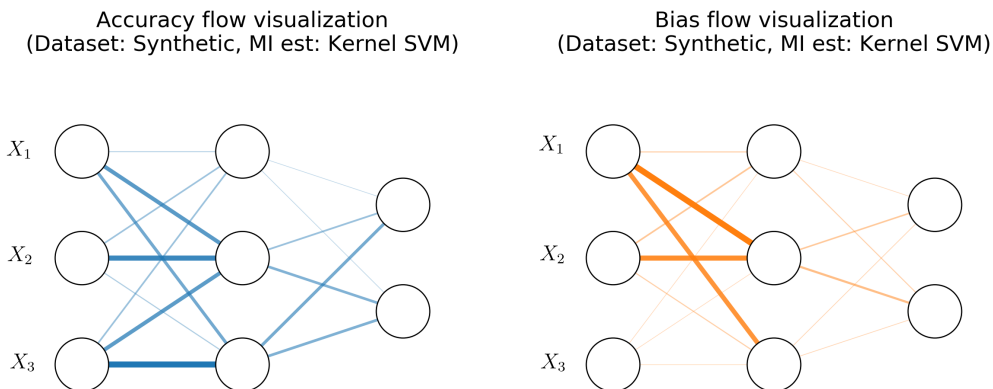 Accuracy flow visualization
(Dataset: Synthetic, MI est: Kernel SVM)
X₁
X₂
X₃
Bias flow visualization
(Dataset: Synthetic, MI est: Kernel SVM)
X₁
X₂
X₃